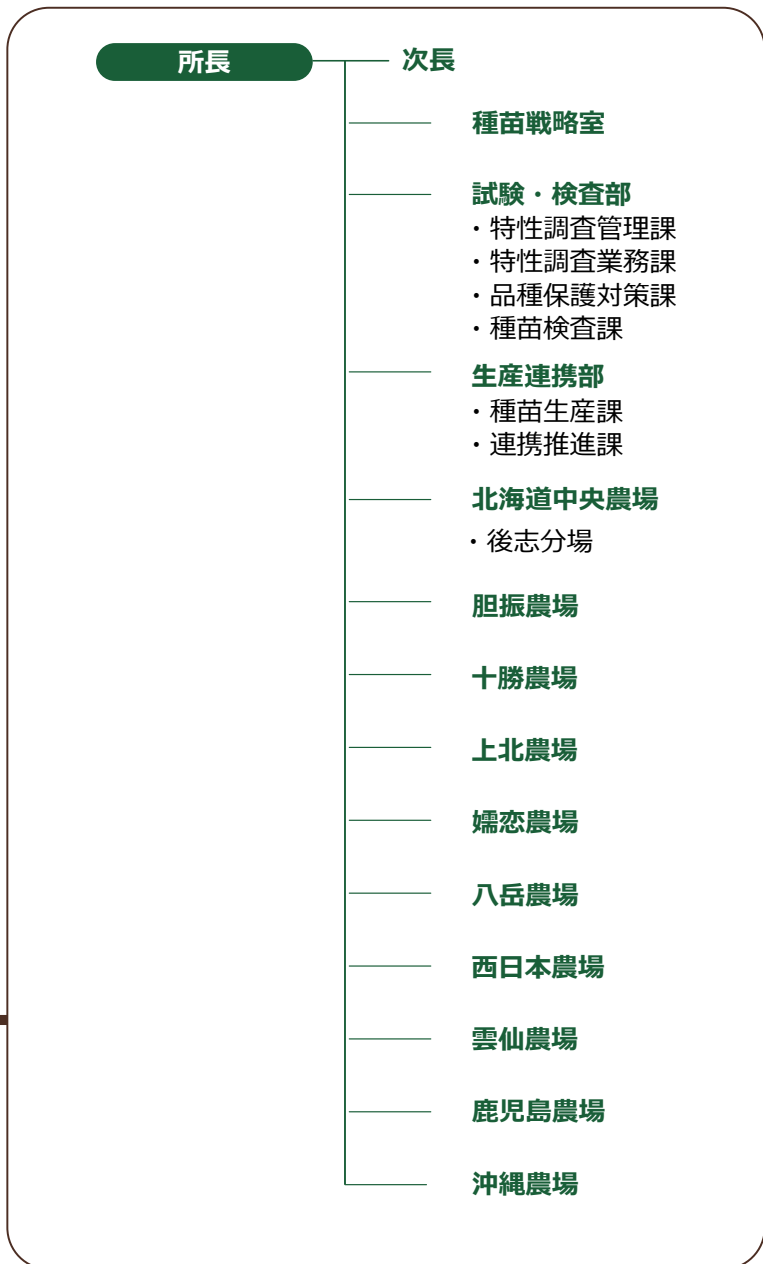 所長
次長
種苗戦略室
試験・検査部
・特性調査管理課
・特性調査業務課
・品種保護対策課
・種苗検査課
生産連携部
・種苗生産課
・連携推進課
北海道中央農場
・後志分場
胆振農場
十勝農場
上北農場
嬬恋農場
八岳農場
西日本農場
雲仙農場
鹿児島農場
沖縄農場